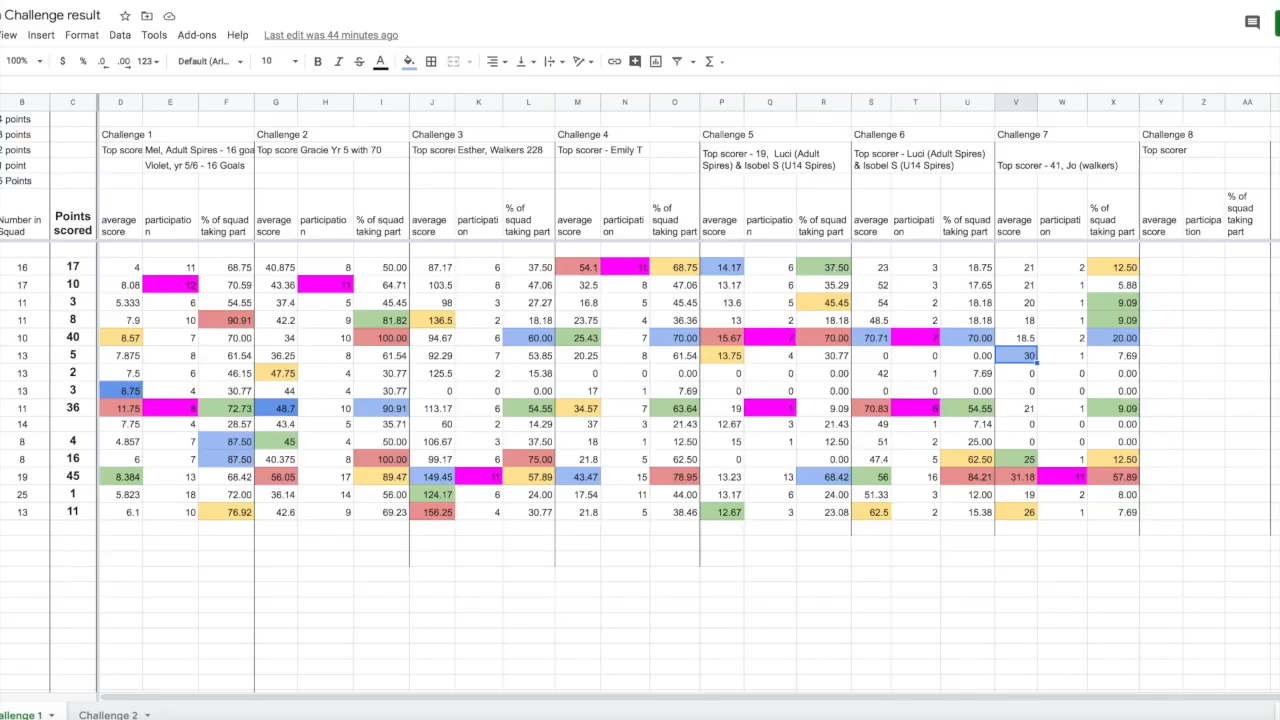 Challenge result
View Insert Format Data Tools Add-ons Help Last edit was 44 minutes ago
100% $ % .0 .00 123 Default (Ari... 10 B I S A
B C D E F G H I J K L M N O P Q R S T U V W X Y Z AA
points
points Challenge 1 Challenge 2 Challenge 3 Challenge 4 Challenge 5 Challenge 6 Challenge 7 Challenge 8
points Top score Mel, Adult Spires - 16 goa Top score Gracie Yr 5 with 70 Top score Esther, Walkers 228 Top scorer - Emily T Top scorer - 19, Luci (Adult Spires) & Isobel S (U14 Spires) Top scorer - Luci (Adult Spires) & Isobel S (U14 Spires) Top scorer
point Violet, yr 5/6 - 16 Goals Top scorer - 41, Jo (walkers)
5 Points
Number in Squad Points scored average score participation % of squad taking part average score participation % of squad taking part average score participation % of squad taking part average score participation % of squad taking part average score participation % of squad taking part average score participation % of squad taking part average score participation % of squad taking part average score participation % of squad taking part
16 17 4 11 68.75 40.875 8 50.00 87.17 6 37.50 54.1 11 68.75 14.17 6 37.50 23 3 18.75 21 2 12.50
17 10 8.08 12 70.59 43.36 11 64.71 103.5 8 47.06 32.5 8 47.06 13.17 6 35.29 52 3 17.65 21 1 5.88
11 3 5.333 6 54.55 37.4 5 45.45 98 3 27.27 16.8 5 45.45 13.6 5 45.45 54 2 18.18 20 1 9.09
11 8 7.9 10 90.91 42.2 9 81.82 136.5 2 18.18 23.75 4 36.36 13 2 18.18 48.5 2 18.18 18 1 9.09
10 40 8.57 7 70.00 34 10 100.00 94.67 6 60.00 25.43 7 70.00 15.67 7 70.00 70.71 7 70.00 18.5 2 20.00
13 5 7.875 8 61.54 36.25 8 61.54 92.29 7 53.85 20.25 8 61.54 13.75 4 30.77 0 0 0.00 30 1 7.69
13 2 7.5 6 46.15 47.75 4 30.77 125.5 2 15.38 0 0 0.00 0 0 0.00 42 1 7.69 0 0 0.00
13 3 8.75 4 30.77 44 4 30.77 0 0 0.00 17 1 7.69 0 0 0.00 0 0 0.00 0 0 0.00
11 36 11.75 8 72.73 48.7 10 90.91 113.17 6 54.55 34.57 7 63.64 19 1 9.09 70.83 6 54.55 21 1 9.09
14 7.75 4 28.57 43.4 5 35.71 60 2 14.29 37 3 21.43 12.67 3 21.43 49 1 7.14 0 0 0.00
8 4 4.857 7 87.50 45 4 50.00 106.67 3 37.50 18 1 12.50 15 1 12.50 51 2 25.00 0 0 0.00
8 16 6 7 87.50 40.375 8 100.00 99.17 6 75.00 21.8 5 62.50 0 0.00 47.4 5 62.50 25 1 12.50
19 45 8.384 13 68.42 56.05 17 89.47 149.45 11 57.89 43.47 15 78.95 13.23 13 68.42 56 16 84.21 31.18 11 57.89
25 1 5.823 18 72.00 36.14 14 56.00 124.17 6 24.00 17.54 11 44.00 13.17 6 24.00 51.33 3 12.00 19 2 8.00
13 11 6.1 10 76.92 42.6 9 69.23 156.25 4 30.77 21.8 5 38.46 12.67 3 23.08 62.5 2 15.38 26 1 7.69
allenge 1 Challenge 2